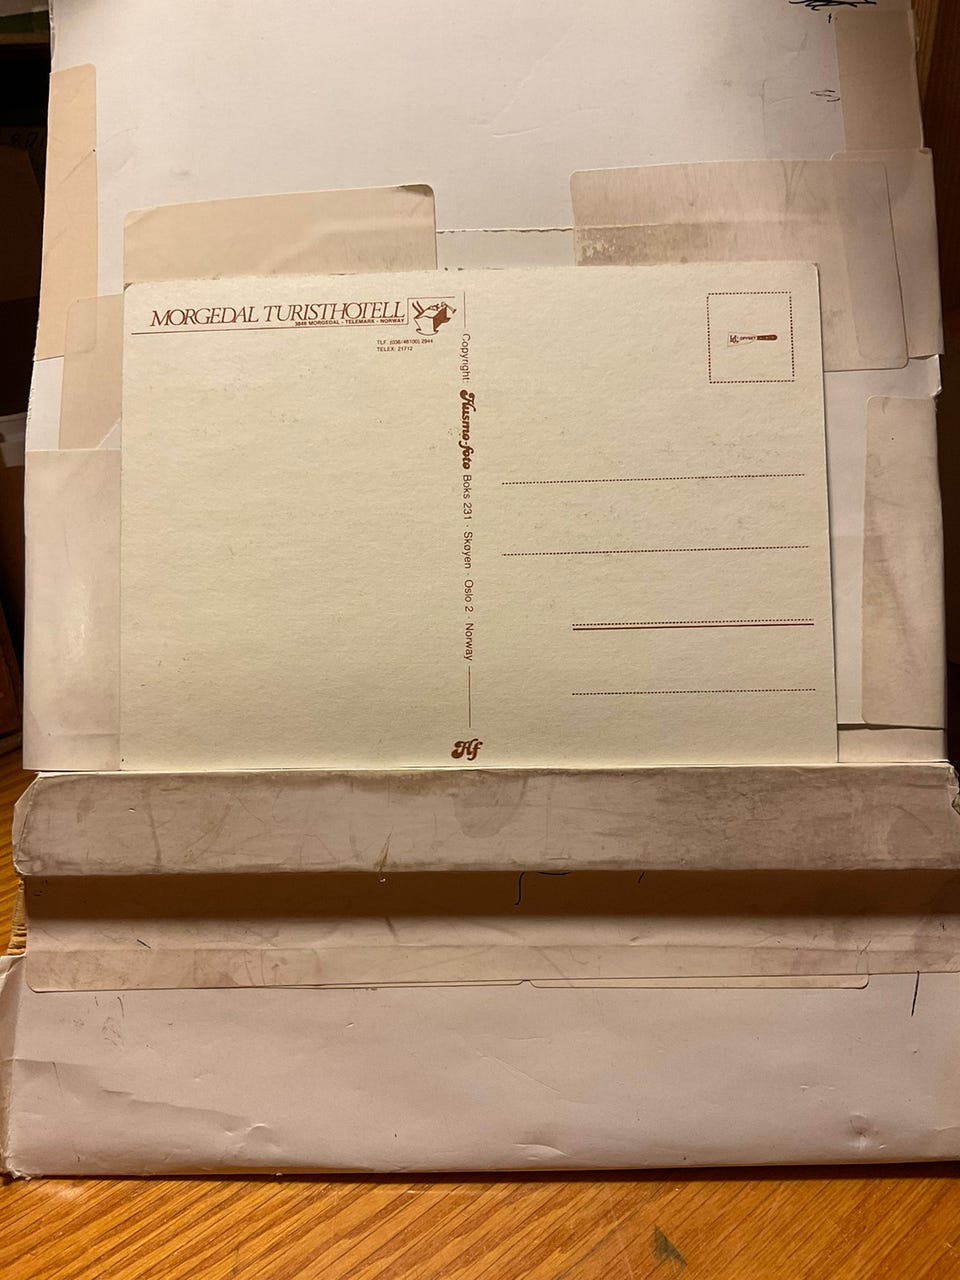 MORGEDAL TURISTHOTELL
3848 MORGEDAL - TELEMARK - NORWAY
TLF. (036/46100) 2944
TELEX: 21712
Copyright: Husmo-foto Boks 231 · Skøyen · Oslo 2 · Norway
Hf
OFFSET